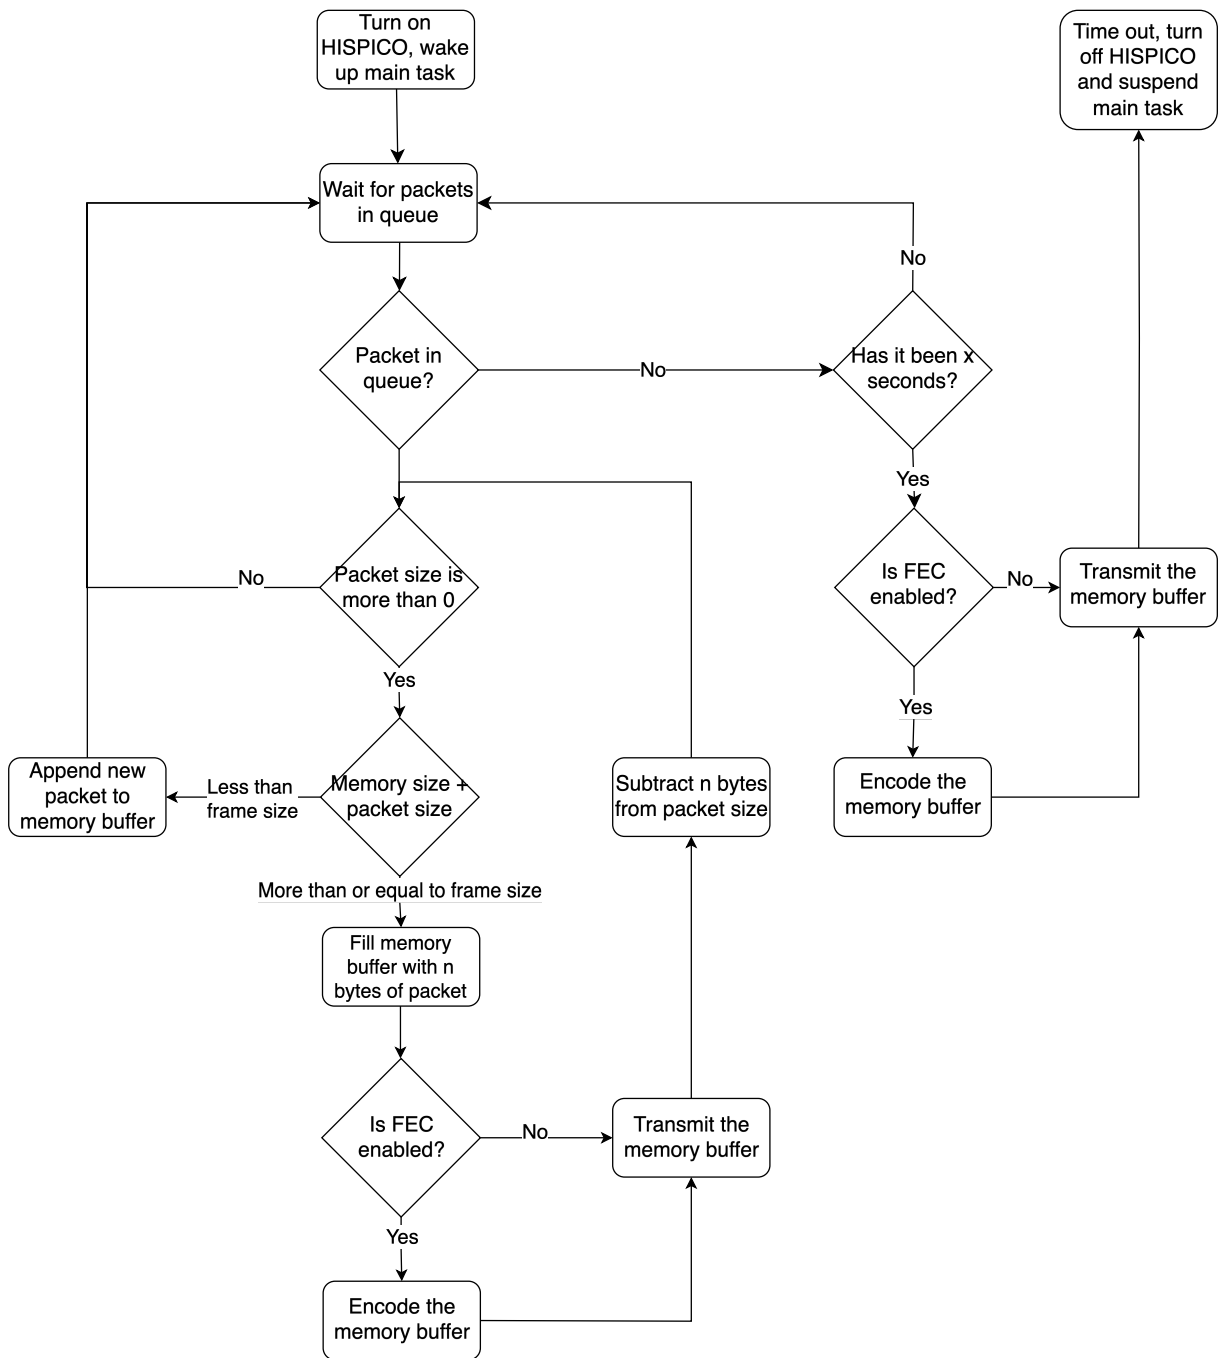 Turn on
HISPICO, wake
up main task
Time out, turn
off HISPICO
and suspend
main task
Wait for packets
in queue
No
Packet in
queue?
No
Has it been x
seconds?
Yes
Packet size is
more than 0
No
Is FEC
enabled?
No
Transmit the
memory buffer
Yes
Yes
Append new
packet to
memory buffer
Less than
frame size
Memory size +
packet size
Subtract n bytes
from packet size
Encode the
memory buffer
More than or equal to frame size
Fill memory
buffer with n
bytes of packet
Is FEC
enabled?
No
Transmit the
memory buffer
Yes
Encode the
memory buffer